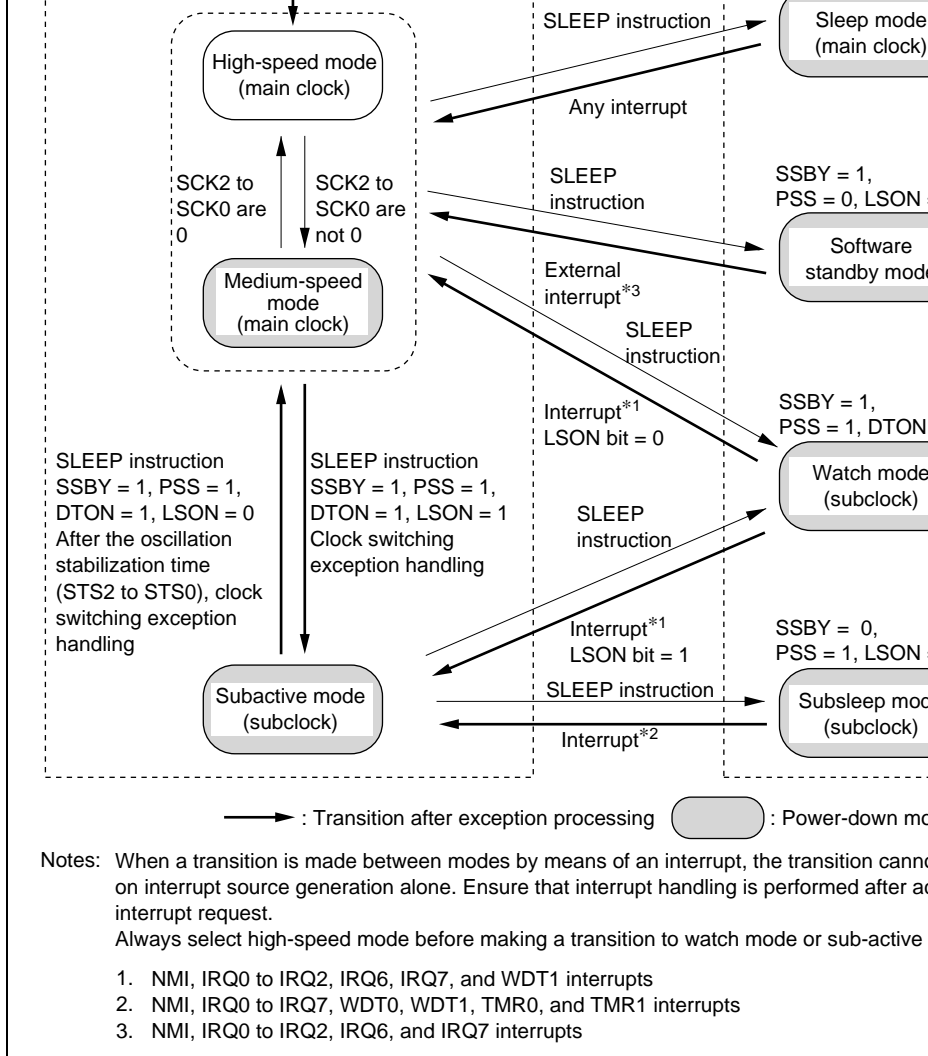 SLEEP instruction
Sleep mode
(main clock)
High-speed mode
(main clock)
Any interrupt
SCK2 to
SCK0 are
0
SCK2 to
SCK0 are
not 0
SLEEP
instruction
SSBY = 1,
PSS = 0, LSON
Software
standby mode
External
interrupt*3
Medium-speed
mode
(main clock)
SLEEP
instruction
Interrupt*1
LSON bit = 0
SSBY = 1,
PSS = 1, DTON
Watch mode
(subclock)
SLEEP instruction
SSBY = 1, PSS = 1,
DTON = 1, LSON = 0
After the oscillation
stabilization time
(STS2 to STS0), clock
switching exception
handling
SLEEP instruction
SSBY = 1, PSS = 1,
DTON = 1, LSON = 1
Clock switching
exception handling
SLEEP
instruction
Interrupt*1
LSON bit = 1
SSBY = 0,
PSS = 1, LSON
Subactive mode
(subclock)
SLEEP instruction
Interrupt*2
Subsleep mod
(subclock)
: Transition after exception processing
: Power-down mo
Notes: When a transition is made between modes by means of an interrupt, the transition canno
on interrupt source generation alone. Ensure that interrupt handling is performed after a
interrupt request.
Always select high-speed mode before making a transition to watch mode or sub-active
1. NMI, IRQ0 to IRQ2, IRQ6, IRQ7, and WDT1 interrupts
2. NMI, IRQ0 to IRQ7, WDT0, WDT1, TMR0, and TMR1 interrupts
3. NMI, IRQ0 to IRQ2, IRQ6, and IRQ7 interrupts